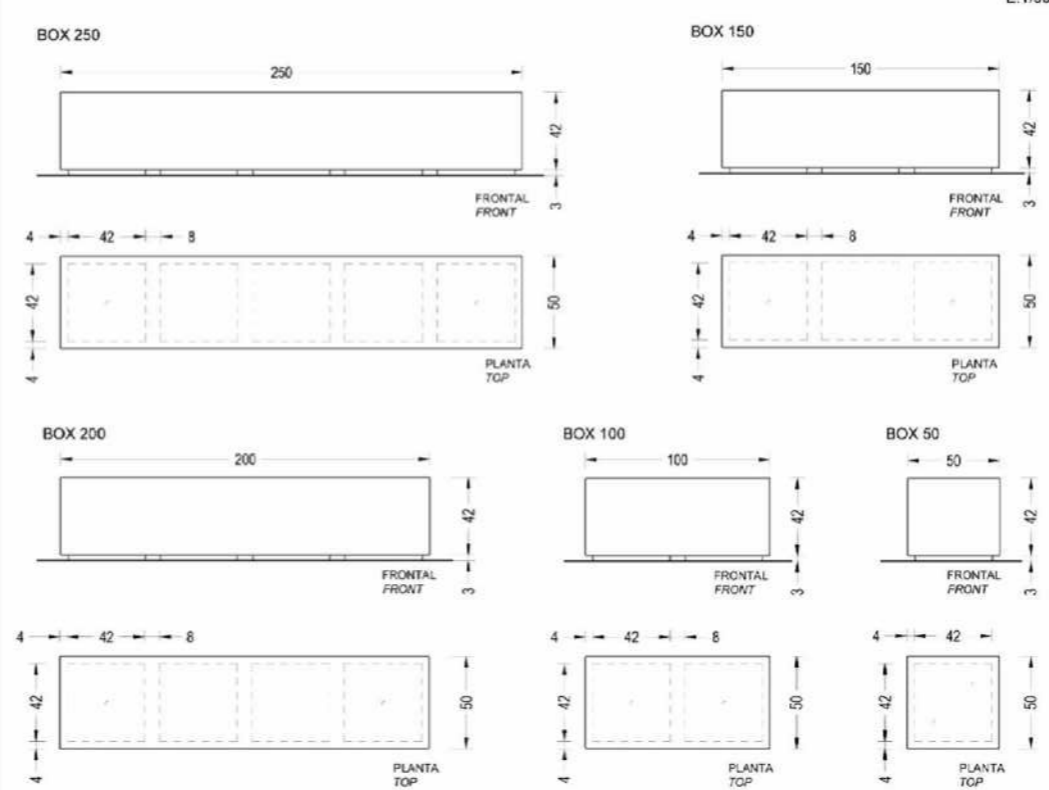 BOX 250
250
42
3
FRONTAL
FRONT
4 42 8
42
4
50
PLANTA
TOP
BOX 150
150
42
3
FRONTAL
FRONT
4 42 8
42
4
50
PLANTA
TOP
BOX 200
200
42
3
FRONTAL
FRONT
4 42 8
42
4
50
PLANTA
TOP
BOX 100
100
42
3
FRONTAL
FRONT
4 42 8
42
4
50
PLANTA
TOP
BOX 50
50
42
3
FRONTAL
FRONT
4 42
42
4
50
PLANTA
TOP